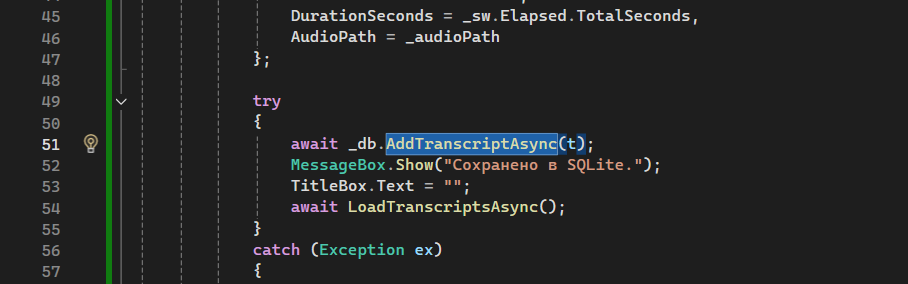 45 DurationSeconds = _sw.Elapsed.TotalSeconds,
46 AudioPath = _audioPath
47 };
48
49 try
50 {
51 await _db.AddTranscriptAsync(t);
52 MessageBox.Show("Сохранено в SQLite.");
53 TitleBox.Text = "";
54 await LoadTranscriptsAsync();
55 }
56 catch (Exception ex)
57 {